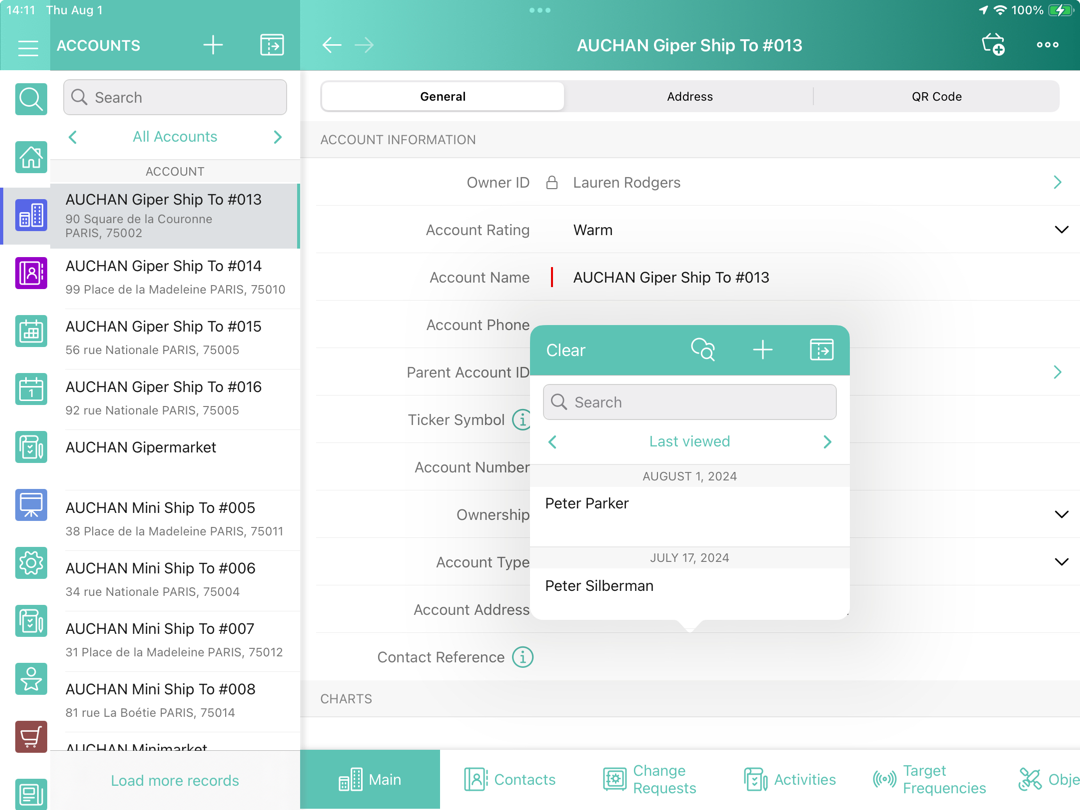 14:11 Thu Aug 1
100%
ACCOUNTS
AUCHAN Giper Ship To #013
Search
All Accounts
ACCOUNT
AUCHAN Giper Ship To #013
90 Square de la Couronne
PARIS, 75002
AUCHAN Giper Ship To #014
99 Place de la Madeleine PARIS, 75010
AUCHAN Giper Ship To #015
56 rue Nationale PARIS, 75005
AUCHAN Giper Ship To #016
92 rue Nationale PARIS, 75005
AUCHAN Gipermarket
AUCHAN Mini Ship To #005
38 Place de la Madeleine PARIS, 75011
AUCHAN Mini Ship To #006
34 rue Nationale PARIS, 75004
AUCHAN Mini Ship To #007
31 Place de la Madeleine PARIS, 75012
AUCHAN Mini Ship To #008
81 rue La Boétie PARIS, 75014
AUCHAN Minimarket
Load more records
1
General
Address
QR Code
ACCOUNT INFORMATION
Owner ID
Lauren Rodgers
Account Rating
Warm
Account Name
AUCHAN Giper Ship To #013
Account Phone
Parent Account ID
Ticker Symbol
Account Number
Ownership
Account Type
Account Address
Contact Reference
CHARTS
Clear
Search
Last viewed
AUGUST 1, 2024
Peter Parker
JULY 17, 2024
Peter Silberman
Main
Contacts
Change
Requests
Activities
Target
Frequencies
Obje